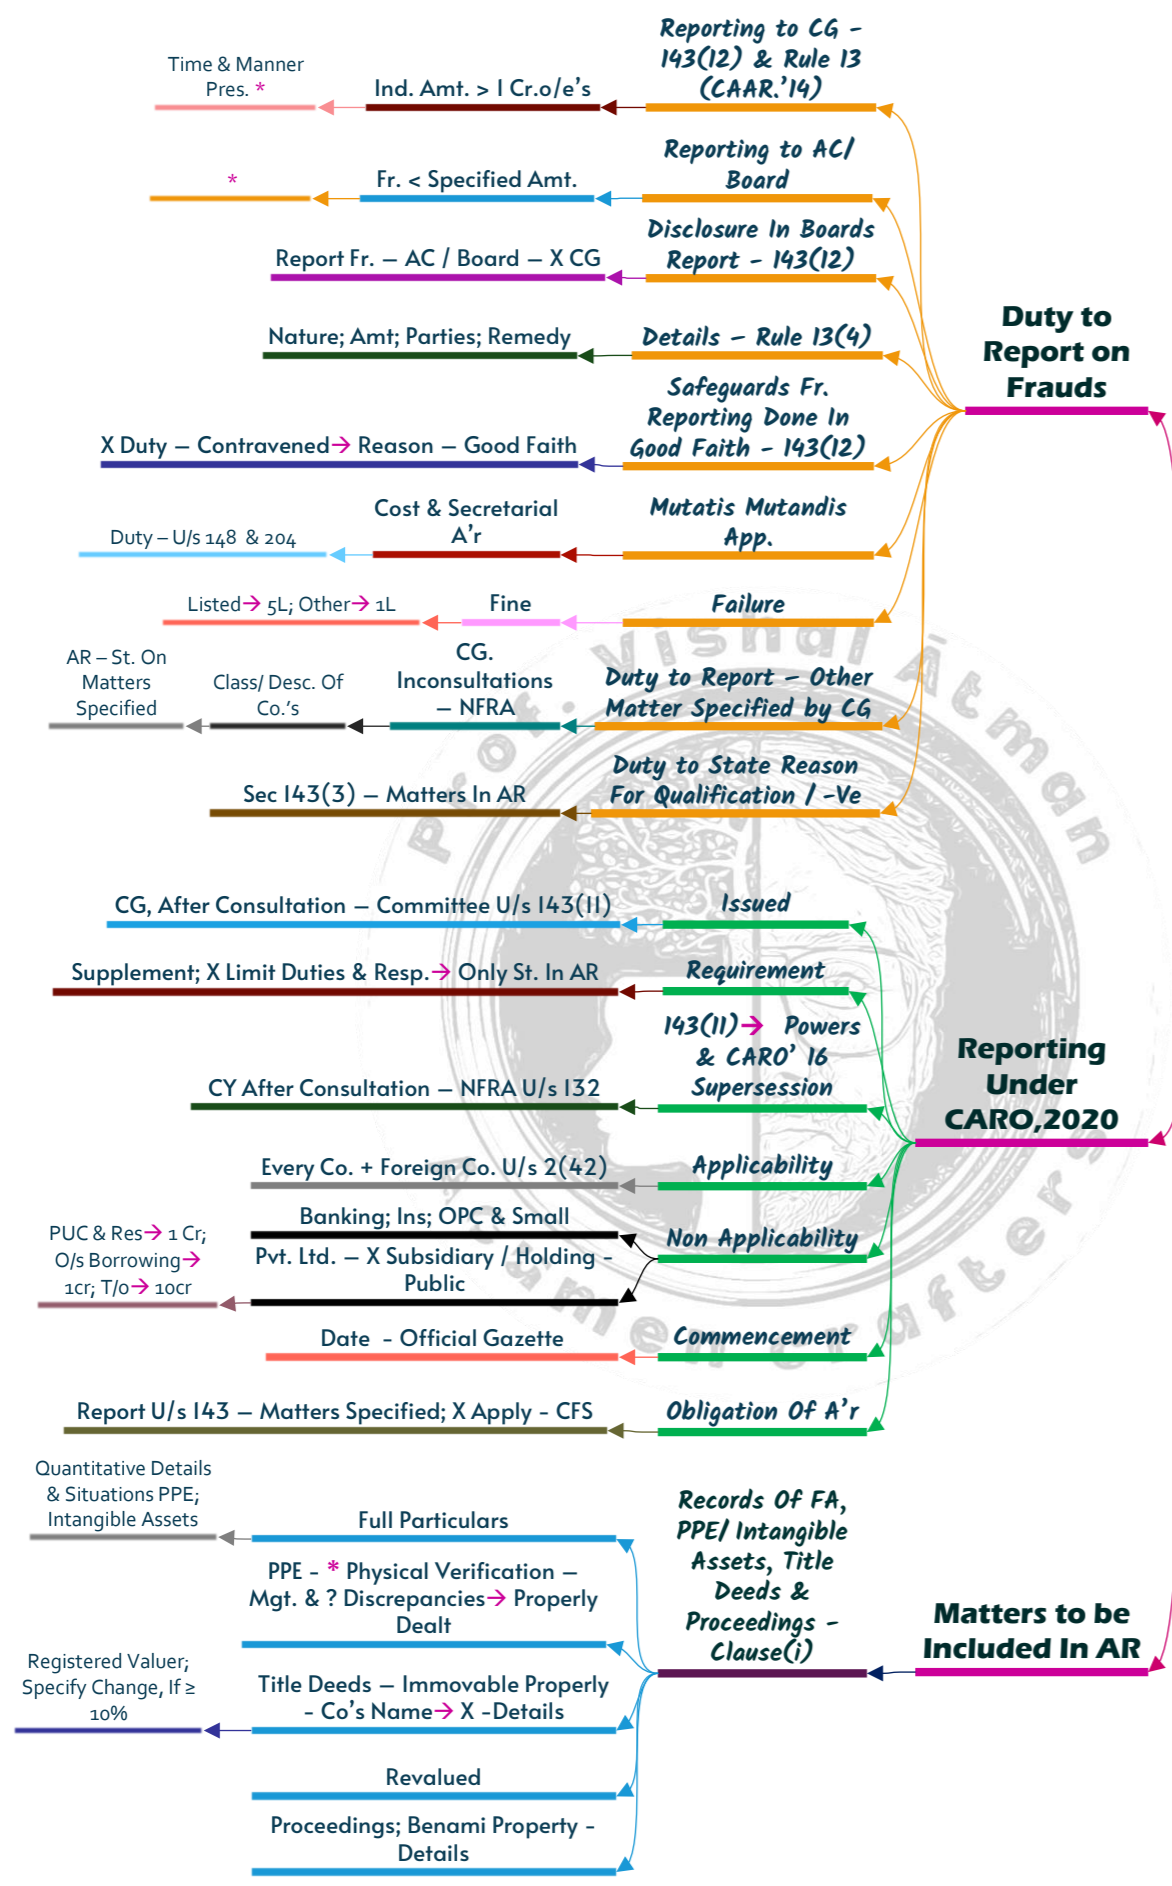 Duty to
Report on
Frauds
Reporting to CG -
143(12) & Rule 13
(CAAR.'14)
Ind. Amt. > 1 Cr.o/e's
Time & Manner
Pres. *
Reporting to AC/
Board
Fr. < Specified Amt.
*
Disclosure In Boards
Report - 143(12)
Report Fr. – AC / Board – X CG
Details – Rule 13(4)
Nature; Amt; Parties; Remedy
Safeguards Fr.
Reporting Done In
Good Faith - 143(12)
X Duty – Contravened→ Reason – Good Faith
Mutatis Mutandis
App.
Cost & Secretarial
A'r
Duty – U/s 148 & 204
Failure
Fine
Listed→ 5L; Other→ 1L
Duty to Report – Other
Matter Specified by CG
CG.
Inconsultations
– NFRA
Class/ Desc. Of
Co.'s
AR – St. On
Matters
Specified
Duty to State Reason
For Qualification / -Ve
Sec 143(3) – Matters In AR
Reporting
Under
CARO,2020
Issued
CG, After Consultation – Committee U/s 143(11)
Requirement
Supplement; X Limit Duties & Resp.→ Only St. In AR
143(11)→ Powers
& CARO' 16
Supersession
CY After Consultation – NFRA U/s 132
Applicability
Every Co. + Foreign Co. U/s 2(42)
Non Applicability
Banking; Ins; OPC & Small
Pvt. Ltd. – X Subsidiary / Holding -
Public
PUC & Res→ 1 Cr;
O/s Borrowing→
1cr; T/o→ 10cr
Commencement
Date - Official Gazette
Obligation Of A'r
Report U/s 143 – Matters Specified; X Apply - CFS
Matters to be
Included In AR
Records Of FA,
PPE/ Intangible
Assets, Title
Deeds &
Proceedings -
Clause(i)
Full Particulars
Quantitative Details
& Situations PPE;
Intangible Assets
PPE - * Physical Verification –
Mgt. & ? Discrepancies→ Properly
Dealt
Title Deeds – Immovable Properly
- Co's Name→ X -Details
Registered Valuer;
Specify Change, If ≥
10%
Revalued
Proceedings; Benami Property -
Details
Prof. Vishal Ātman
Acumen Crafters